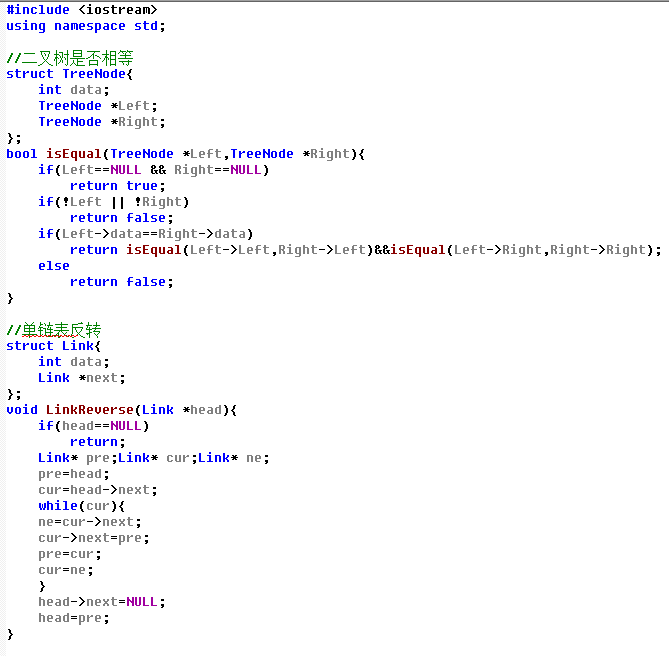 #include <iostream>
using namespace std;
//二叉树是否相等
struct TreeNode{
    int data;
    TreeNode *Left;
    TreeNode *Right;
};
bool isEqual(TreeNode *Left,TreeNode *Right){
    if(Left==NULL && Right==NULL)
        return true;
    if(!Left || !Right)
        return false;
    if(Left->data==Right->data)
        return isEqual(Left->Left,Right->Left)&&isEqual(Left->Right,Right->Right);
    else
        return false;
}
//单链表反转
struct Link{
    int data;
    Link *next;
};
void LinkReverse(Link *head){
    if(head==NULL)
        return;
    Link* pre;Link* cur;Link* ne;
    pre=head;
    cur=head->next;
    while(cur){
    ne=cur->next;
    cur->next=pre;
    pre=cur;
    cur=ne;
    }
    head->next=NULL;
    head=pre;
}